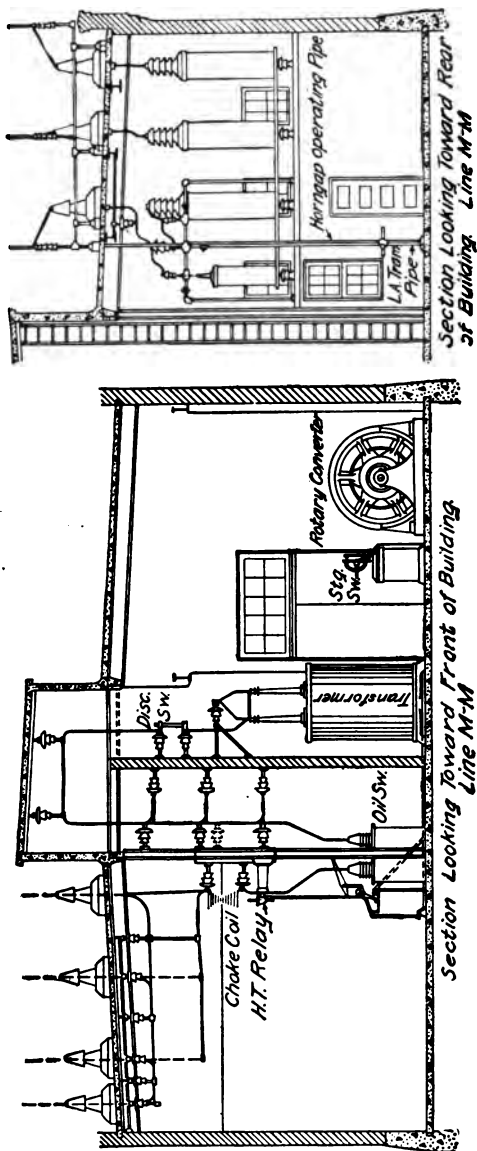 Horngap operating Pipe
L.A. Tram
Pipe
Section Looking Toward Rear
of Building. Line M-M
Rotary Converter
Stg.
Sw.
Transformer
Disc.
Sw.
Oil Sw.
Choke Coil
H.T. Relay
Section Looking Toward Front of Building
Line M-M